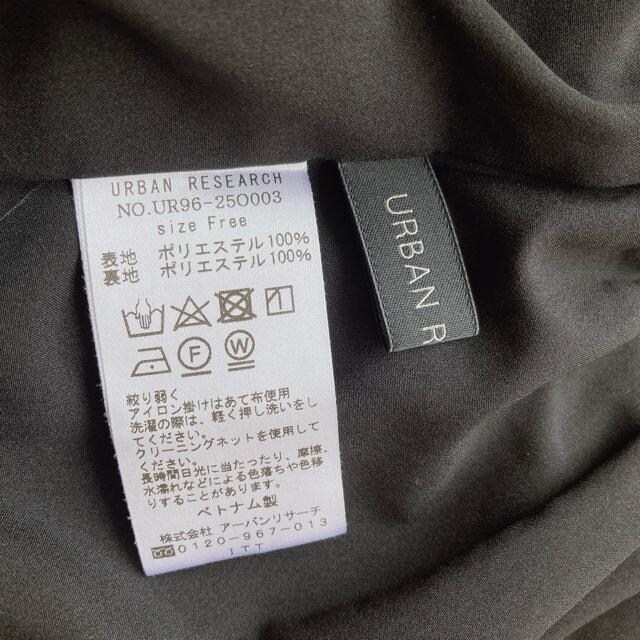 URBAN RESEARCH
NO.UR96-25O003
size Free
表地 ポリエステル100%
裏地 ポリエステル100%
F W
絞り弱く
アイロン掛けはあて布使用
洗濯の際は、軽く押し洗いをし
てください。
クリーニングネットを使用して
ください。
長時間日光に当たったり、摩擦、
水濡れなどによる色落ちや色移
りすることがあります。
ベトナム製
株式会社 アーバンリサーチ
0120-967-013
ITT
URBAN R